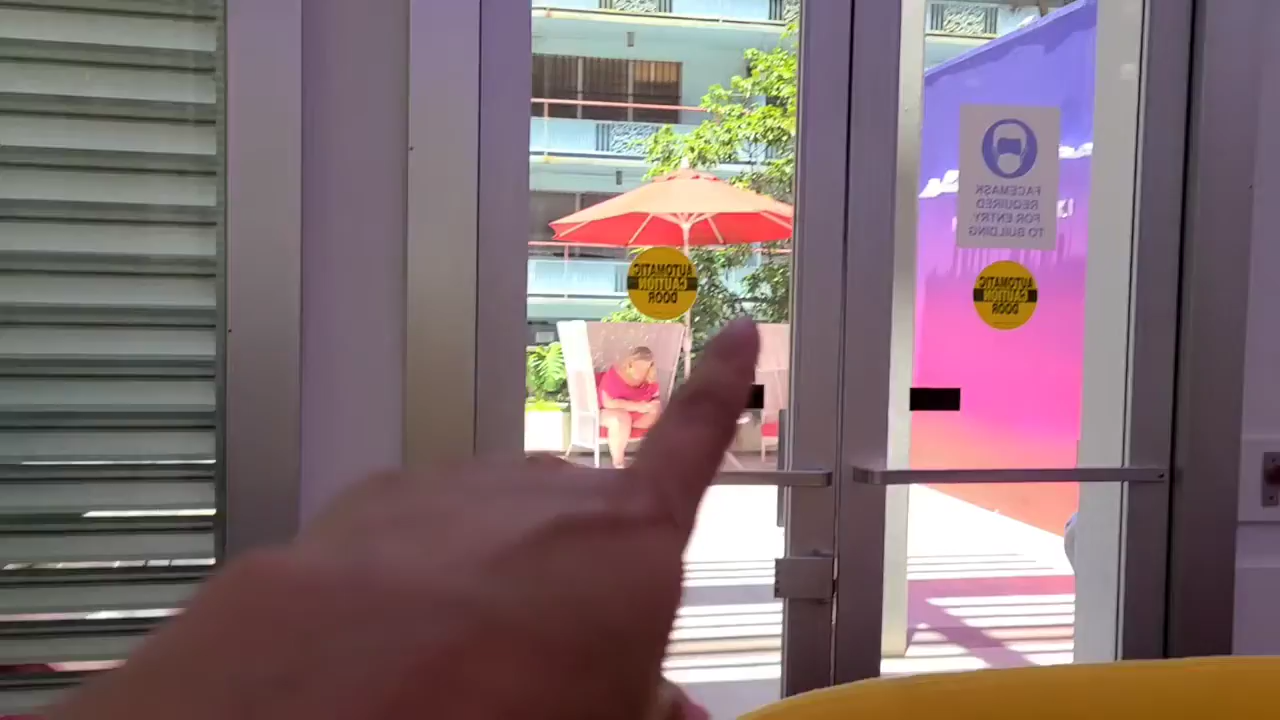 AUTOMATIC
CAUTION
DOOR
FACEMASK
REQUIRED
FOR ENTRY
TO BUILDING
AUTOMATIC
CAUTION
DOOR